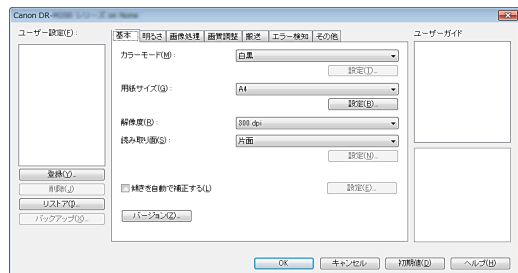 Canon DR-
ユーザー設定(F) :
基本 明るさ 画像処理 画質調整 搬送 エラー検知 その他
ユーザーガイド
カラーモード(M) :
白黒
設定(T)...
用紙サイズ(G) :
A4
設定(B)...
解像度(R) :
300 dpi
読み取り面(S) :
片面
設定(N)...
登録(Y)...
削除(J)
リストア(I)...
バックアップ(X)...
傾きを自動で補正する(L)
設定(E)...
バージョン(Z)...
OK
キャンセル
初期値(D)
ヘルプ(H)